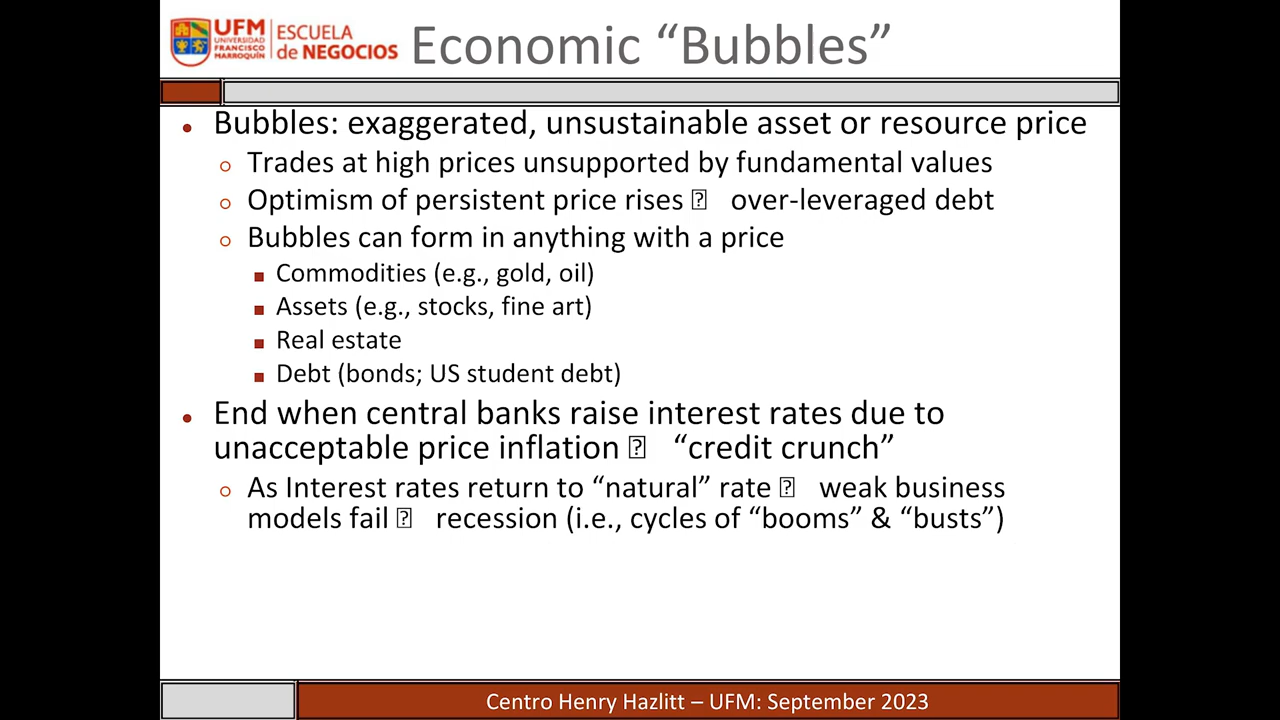 UFM
UNIVERSIDAD
FRANCISCO
MARROQUÍN
ESCUELA
de NEGOCIOS
Economic “Bubbles”
• Bubbles: exaggerated, unsustainable asset or resource price
○ Trades at high prices unsupported by fundamental values
○ Optimism of persistent price rises ⍰ over-leveraged debt
○ Bubbles can form in anything with a price
■ Commodities (e.g., gold, oil)
■ Assets (e.g., stocks, fine art)
■ Real estate
■ Debt (bonds; US student debt)
• End when central banks raise interest rates due to
unacceptable price inflation ⍰ “credit crunch”
○ As Interest rates return to “natural” rate ⍰ weak business
models fail ⍰ recession (i.e., cycles of “booms” & “busts”)
Centro Henry Hazlitt – UFM: September 2023